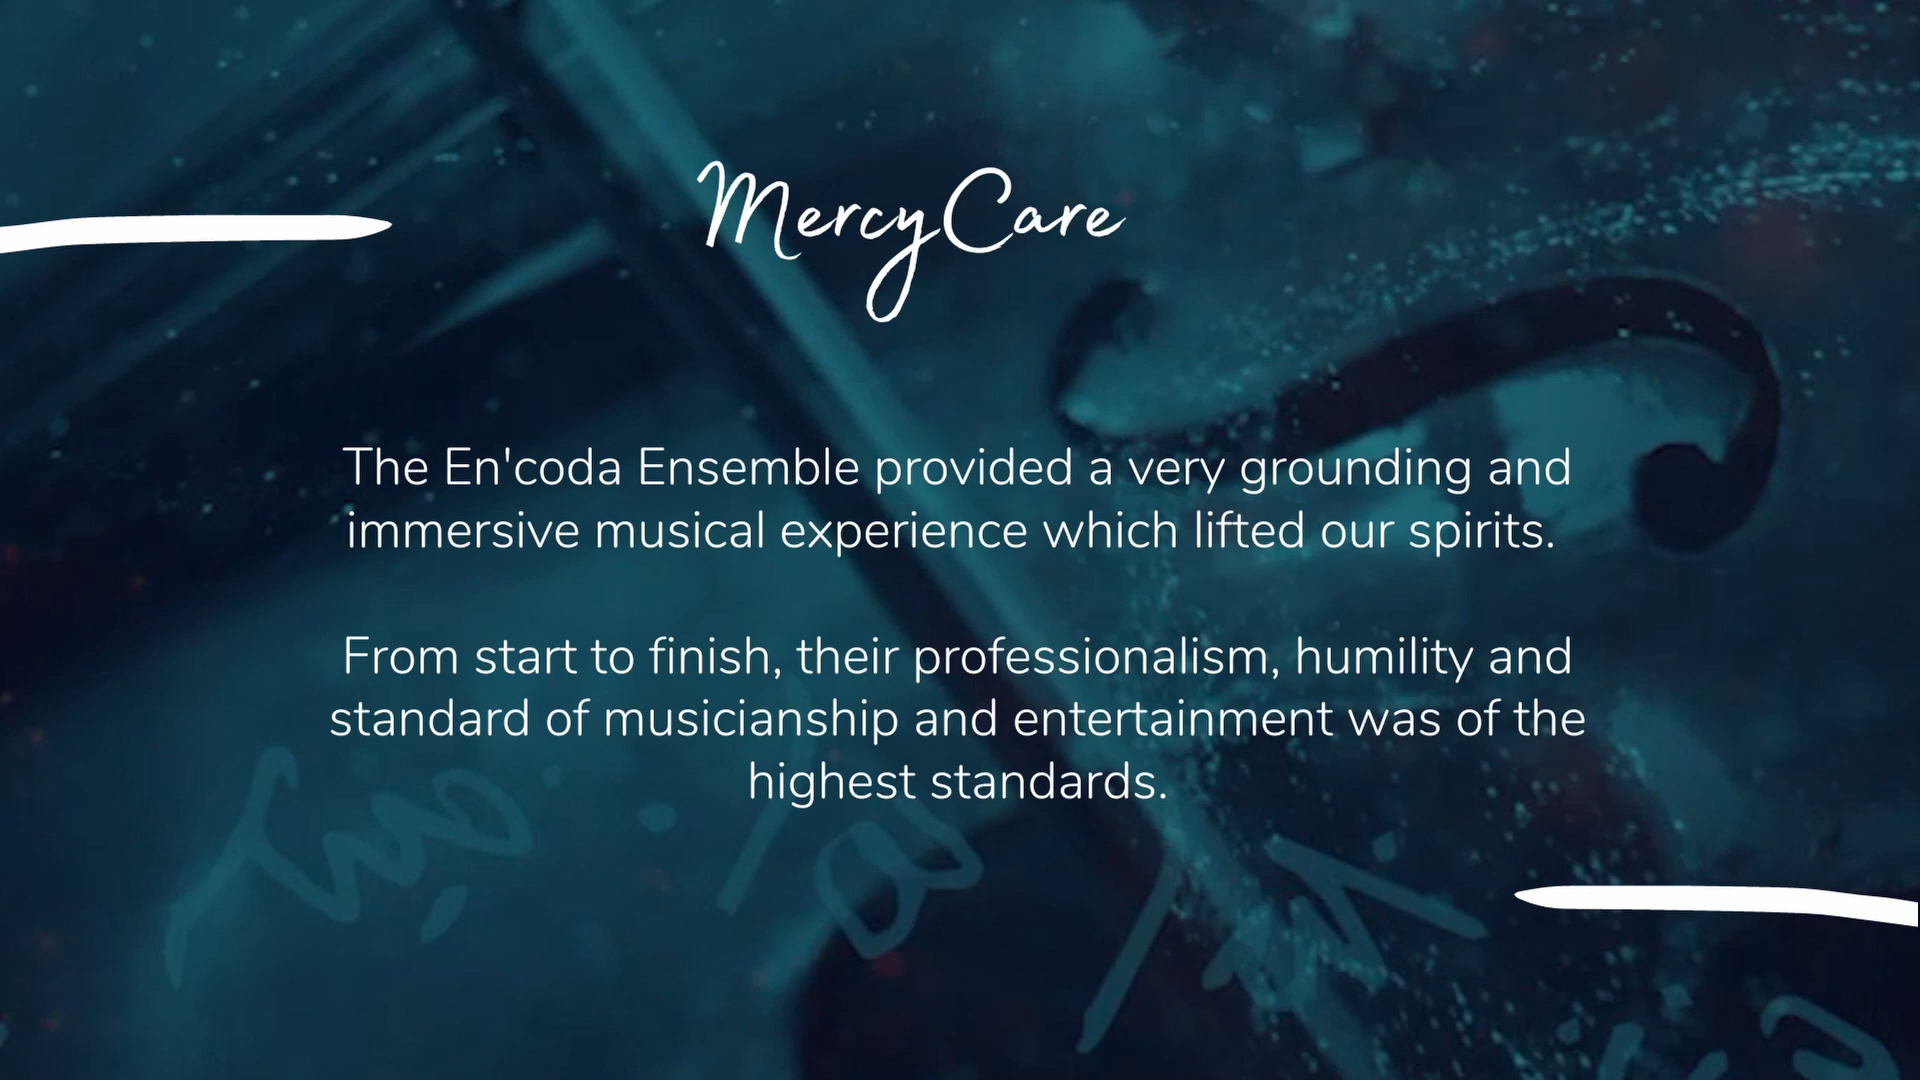 MercyCare
The En'coda Ensemble provided a very grounding and
immersive musical experience which lifted our spirits.
From start to finish, their professionalism, humility and
standard of musicianship and entertainment was of the
highest standards.